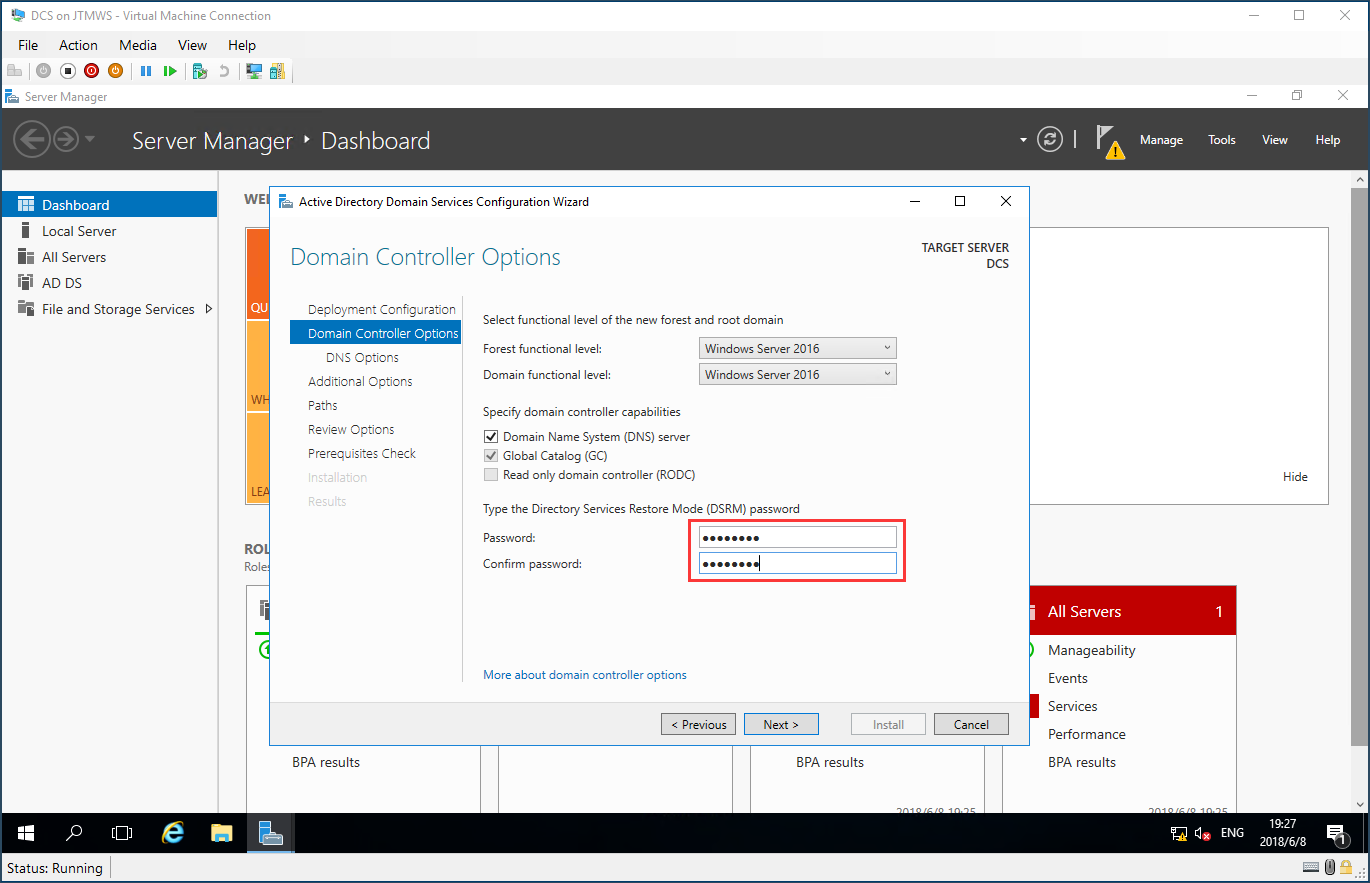 DCS on JTMWS - Virtual Machine Connection
File Action Media View Help
Server Manager
Server Manager Dashboard
Manage Tools View Help
Dashboard
Local Server
All Servers
AD DS
File and Storage Services
WEL
QU
WH
LEA
Hide
Active Directory Domain Services Configuration Wizard
Domain Controller Options
TARGET SERVER
DCS
Deployment Configuration
Domain Controller Options
DNS Options
Additional Options
Paths
Review Options
Prerequisites Check
Installation
Results
Select functional level of the new forest and root domain
Forest functional level: Windows Server 2016
Domain functional level: Windows Server 2016
Specify domain controller capabilities
Domain Name System (DNS) server
Global Catalog (GC)
Read only domain controller (RODC)
Type the Directory Services Restore Mode (DSRM) password
Password: ●●●●●●●●
Confirm password: ●●●●●●●●
More about domain controller options
< Previous Next > Install Cancel
ROL
Roles
All Servers 1
Manageability
Events
Services
Performance
BPA results BPA results BPA results
2018/6/8 19:25 2018/6/8 19:25
ENG
19:27
2018/6/8
1
Status: Running